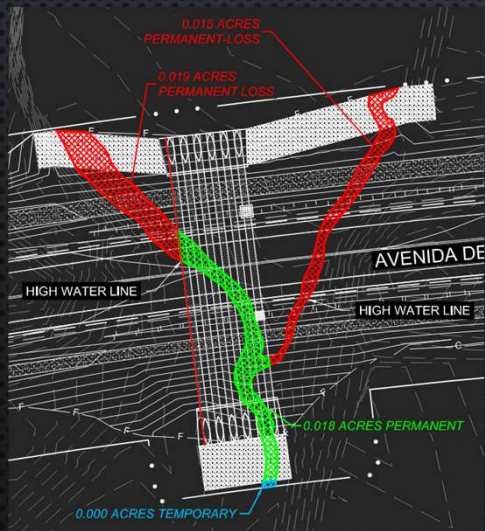 0.015 ACRES
PERMANENT-LOSS
0.019 ACRES
PERMANENT LOSS
F
F
AVENIDA DE
HIGH WATER LINE
HIGH WATER LINE
C
F
F
F
F
0.018 ACRES PERMANENT
0.000 ACRES TEMPORARY